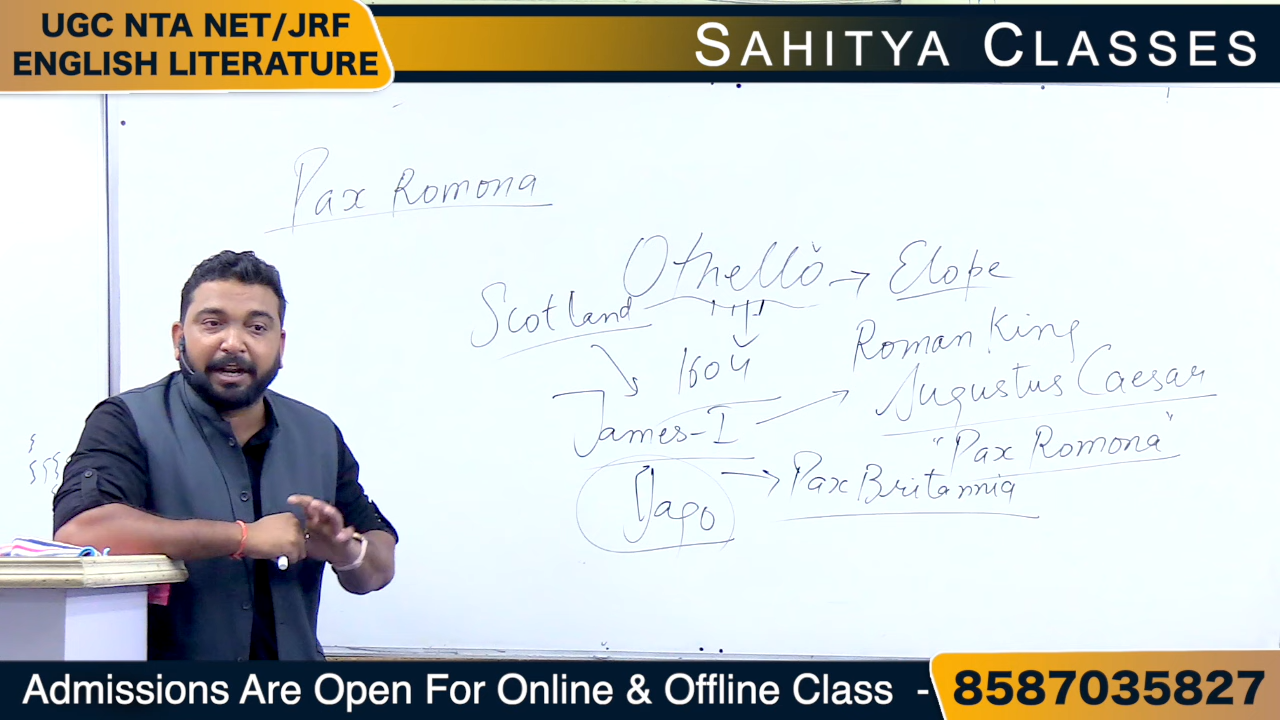 UGC NTA NET/JRF
ENGLISH LITERATURE
SAHITYA CLASSES
Pax Romona
Othello → Elope
Scotland
1604
Roman King
James-I
Augustus Caesar
"Pax Romona"
Iago
Pax Britannia
Admissions Are Open For Online & Offline Class - 8587035827